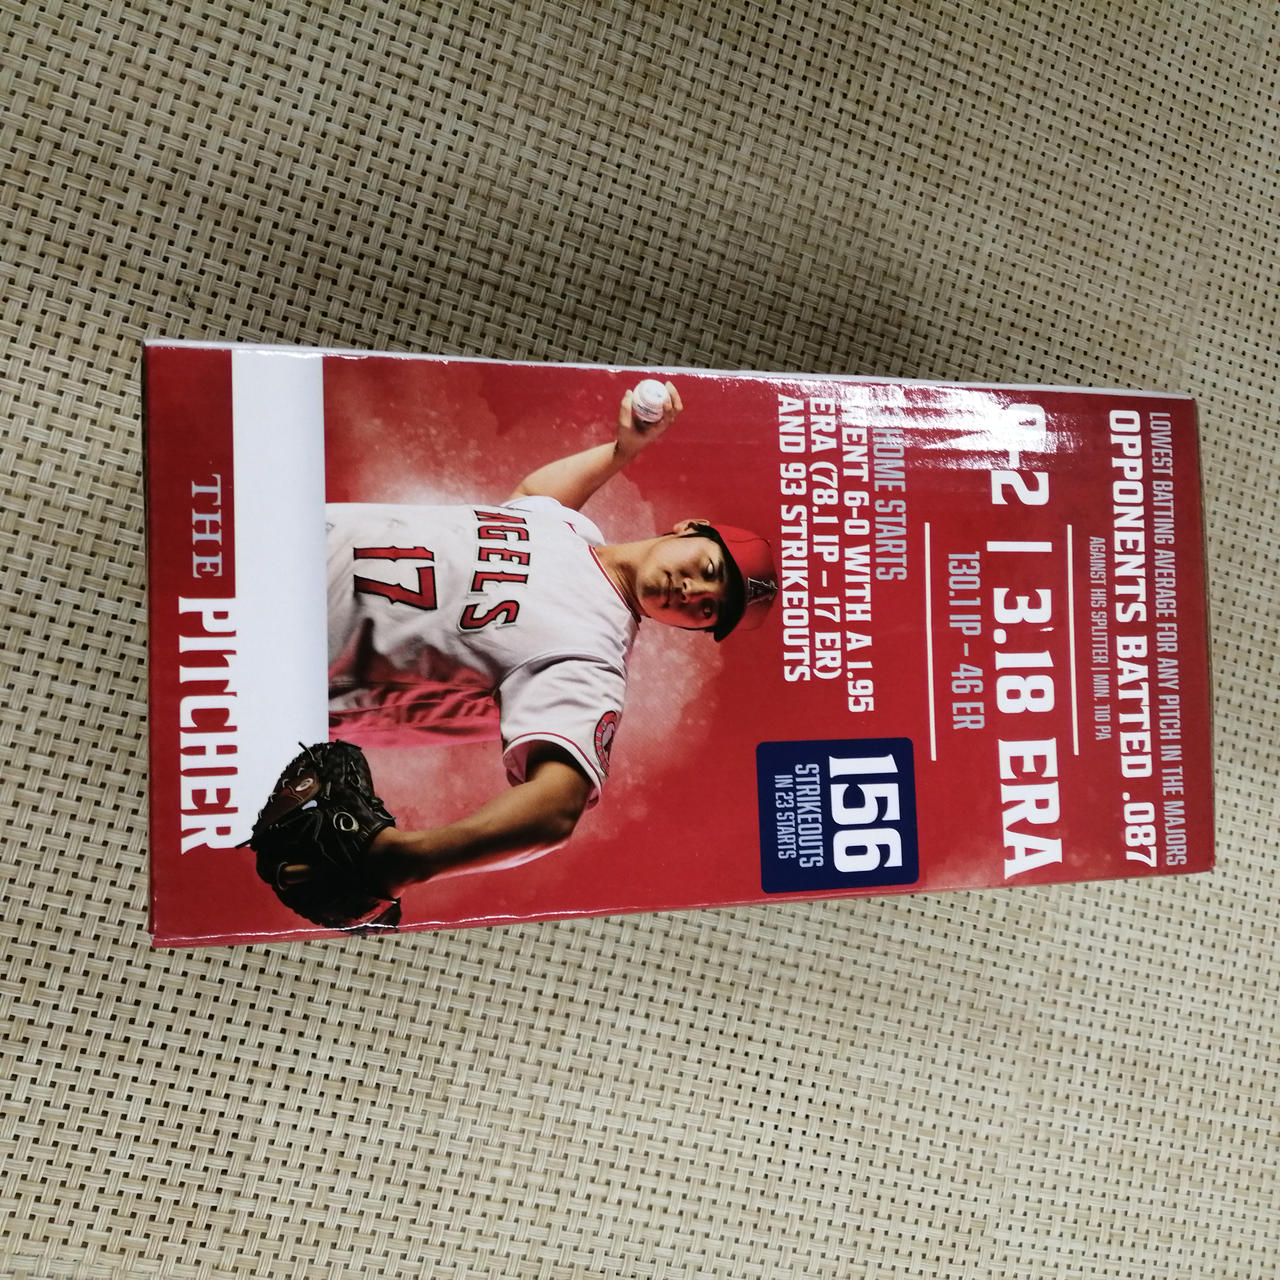 LOWEST BATTING AVERAGE FOR ANY PITCH IN THE MAJORS
OPPONENTS BATTED .087
AGAINST HIS SPLITTER | MIN. 110 PA
9-2 | 3.18 ERA
130.1 IP – 46 ER
HOME STARTS
WENT 6-0 WITH A 1.95
ERA (78.1 IP – 17 ER)
AND 93 STRIKEOUTS
156
STRIKEOUTS
IN 23 STARTS
ANGELS
17
THE PITCHER